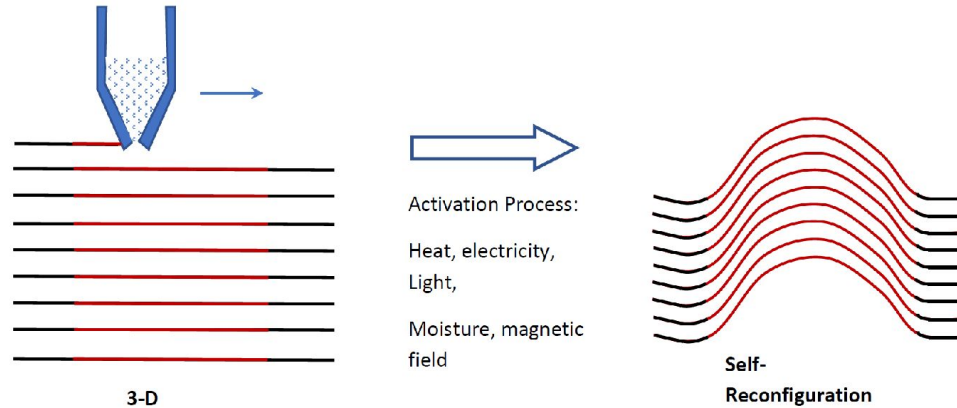 Activation Process:
Heat, electricity,
Light,
Moisture, magnetic
field
3-D
Self-
Reconfiguration